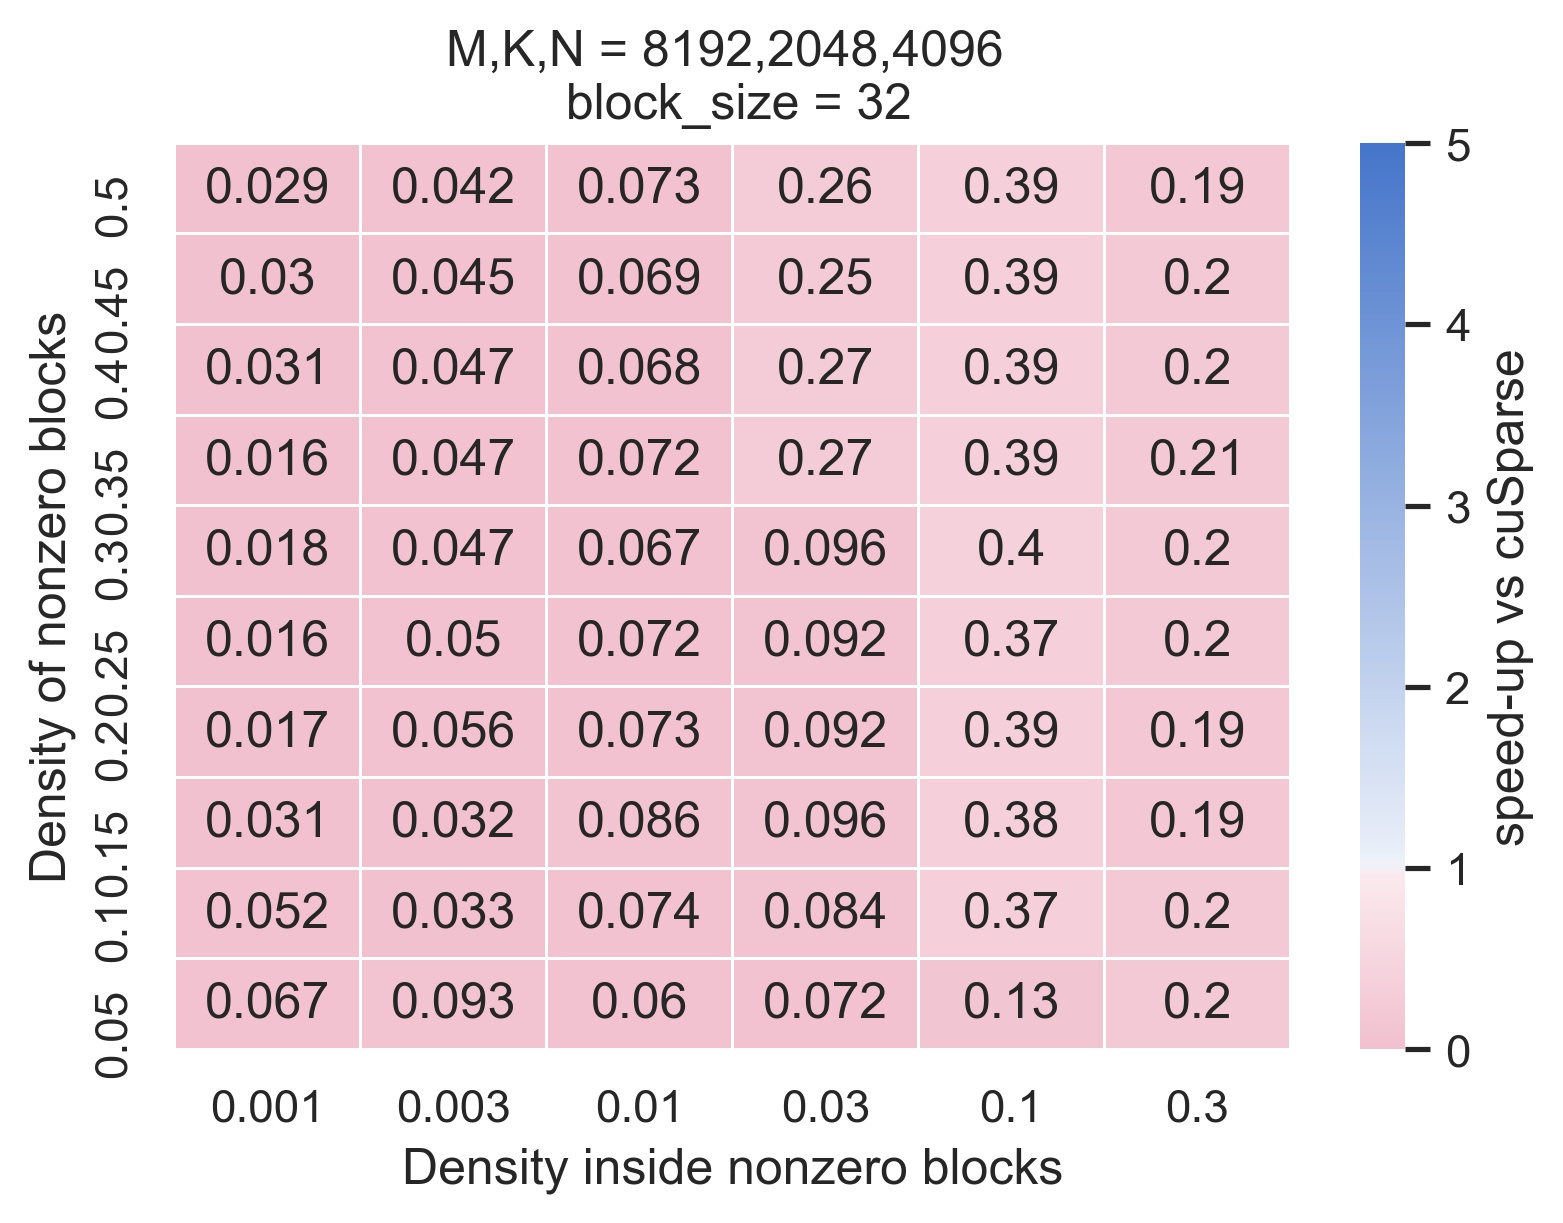 M,K,N = 8192,2048,4096
block_size = 32
Density of nonzero blocks
0.5 0.029 0.042 0.073 0.26 0.39 0.19
0.45 0.03 0.045 0.069 0.25 0.39 0.2
0.4 0.031 0.047 0.068 0.27 0.39 0.2
0.35 0.016 0.047 0.072 0.27 0.39 0.21
0.3 0.018 0.047 0.067 0.096 0.4 0.2
0.25 0.016 0.05 0.072 0.092 0.37 0.2
0.2 0.017 0.056 0.073 0.092 0.39 0.19
0.15 0.031 0.032 0.086 0.096 0.38 0.19
0.1 0.052 0.033 0.074 0.084 0.37 0.2
0.05 0.067 0.093 0.06 0.072 0.13 0.2
0.001 0.003 0.01 0.03 0.1 0.3
Density inside nonzero blocks
5
4
3
2
1
0
speed-up vs cuSparse